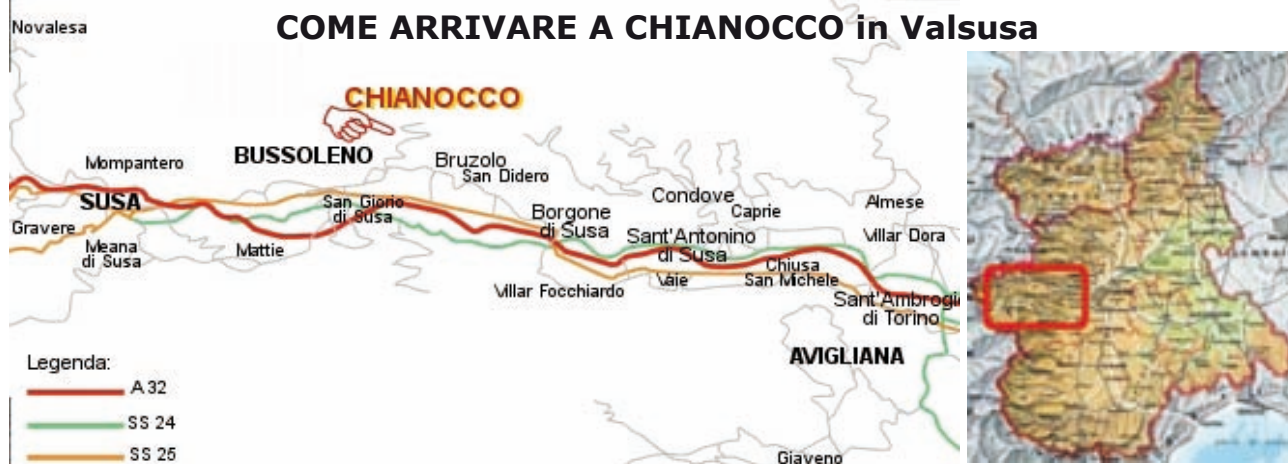 COME ARRIVARE A CHIANOCCO in Valsusa
Novalesa
CHIANOCCO
Mompantero
BUSSOLENO
Bruzolo
San Didero
SUSA
San Giorio
di Susa
Condove
Caprie
Almese
Gravere
Borgone
di Susa
Sant'Antonino
di Susa
Villar Dora
Meana
di Susa
Mattie
Villar Focchiardo
Vaie
Chiusa
San Michele
Sant'Ambrogi
di Torino
AVIGLIANA
Legenda:
A 32
SS 24
SS 25
Giaveno